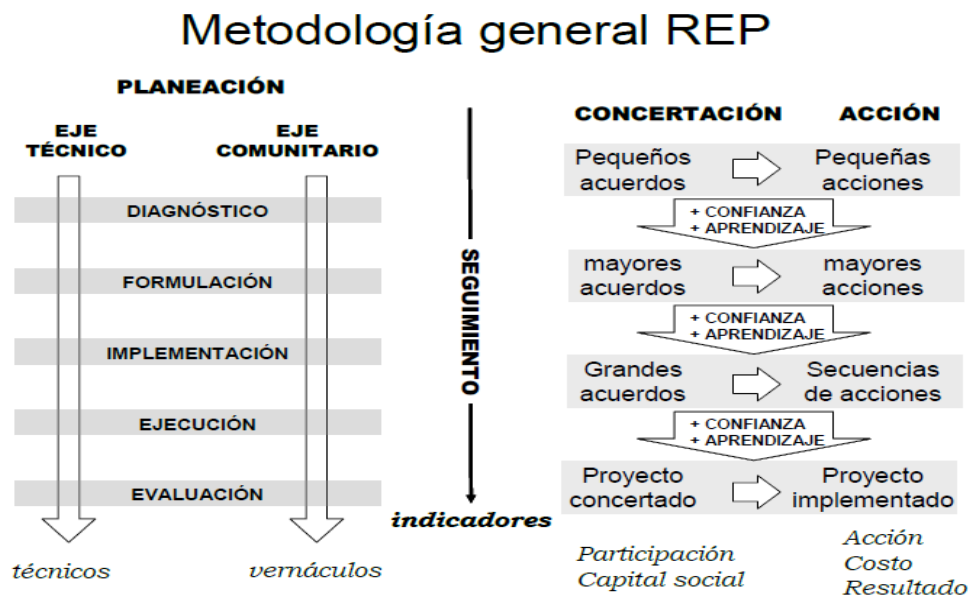 Metodología general REP
PLANEACIÓN
EJE
TÉCNICO
EJE
COMUNITARIO
DIAGNÓSTICO
FORMULACIÓN
IMPLEMENTACIÓN
EJECUCIÓN
EVALUACIÓN
técnicos
vernáculos
SEGUIMIENTO
indicadores
CONCERTACIÓN
ACCIÓN
Pequeños
acuerdos
Pequeñas
acciones
+ CONFIANZA
+ APRENDIZAJE
mayores
acuerdos
mayores
acciones
+ CONFIANZA
+ APRENDIZAJE
Grandes
acuerdos
Secuencias
de acciones
+ CONFIANZA
+ APRENDIZAJE
Proyecto
concertado
Proyecto
implementado
Participación
Capital social
Acción
Costo
Resultado